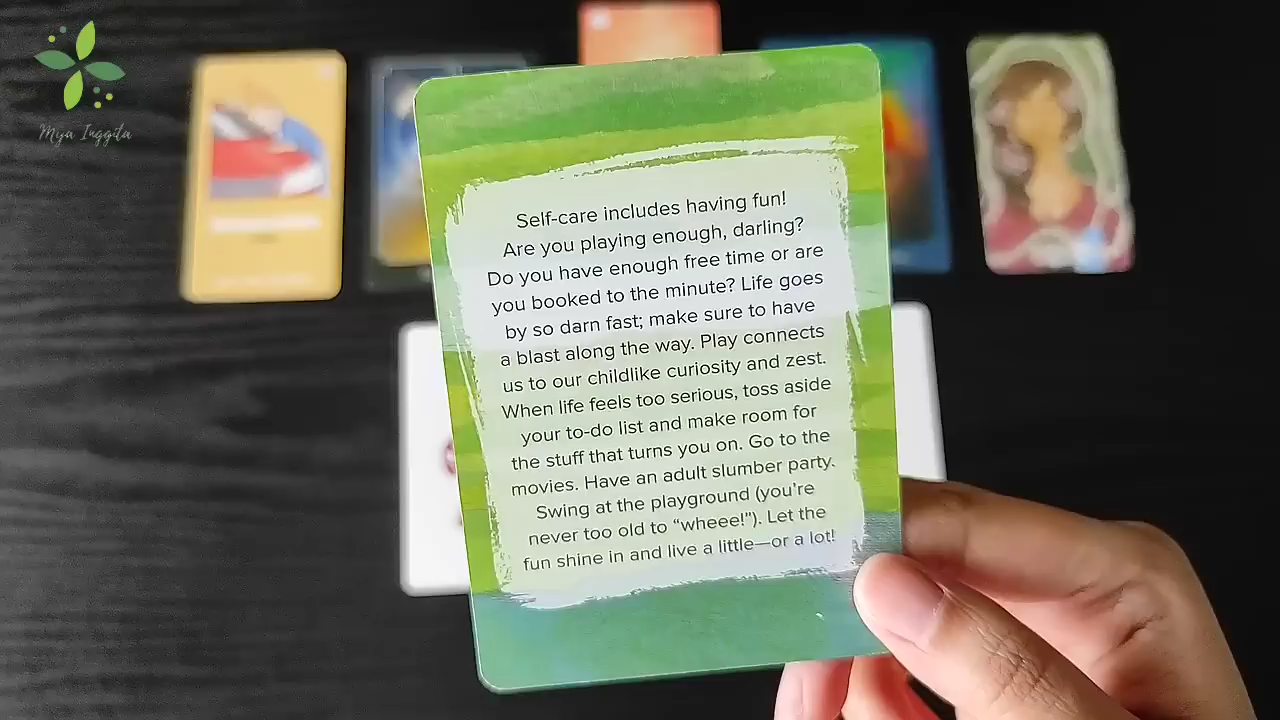 Mya Inggita
Self-care includes having fun!
Are you playing enough, darling?
Do you have enough free time or are
you booked to the minute? Life goes
by so darn fast; make sure to have
a blast along the way. Play connects
us to our childlike curiosity and zest.
When life feels too serious, toss aside
your to-do list and make room for
the stuff that turns you on. Go to the
movies. Have an adult slumber party.
Swing at the playground (you're
never too old to “wheee!”). Let the
fun shine in and live a little—or a lot!